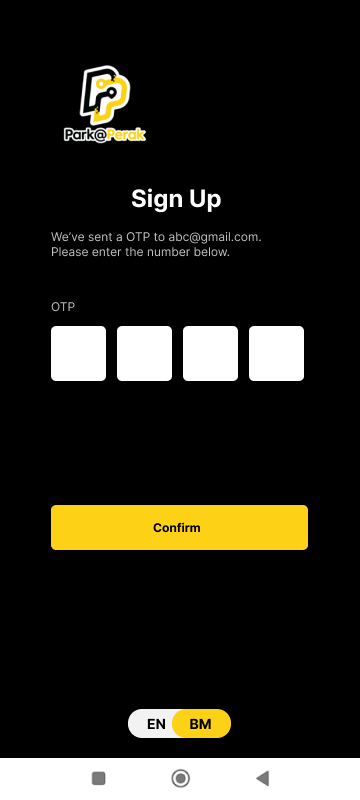 Park@Perak
Sign Up
We've sent a OTP to abc@gmail.com.
Please enter the number below.
OTP
Confirm
EN BM